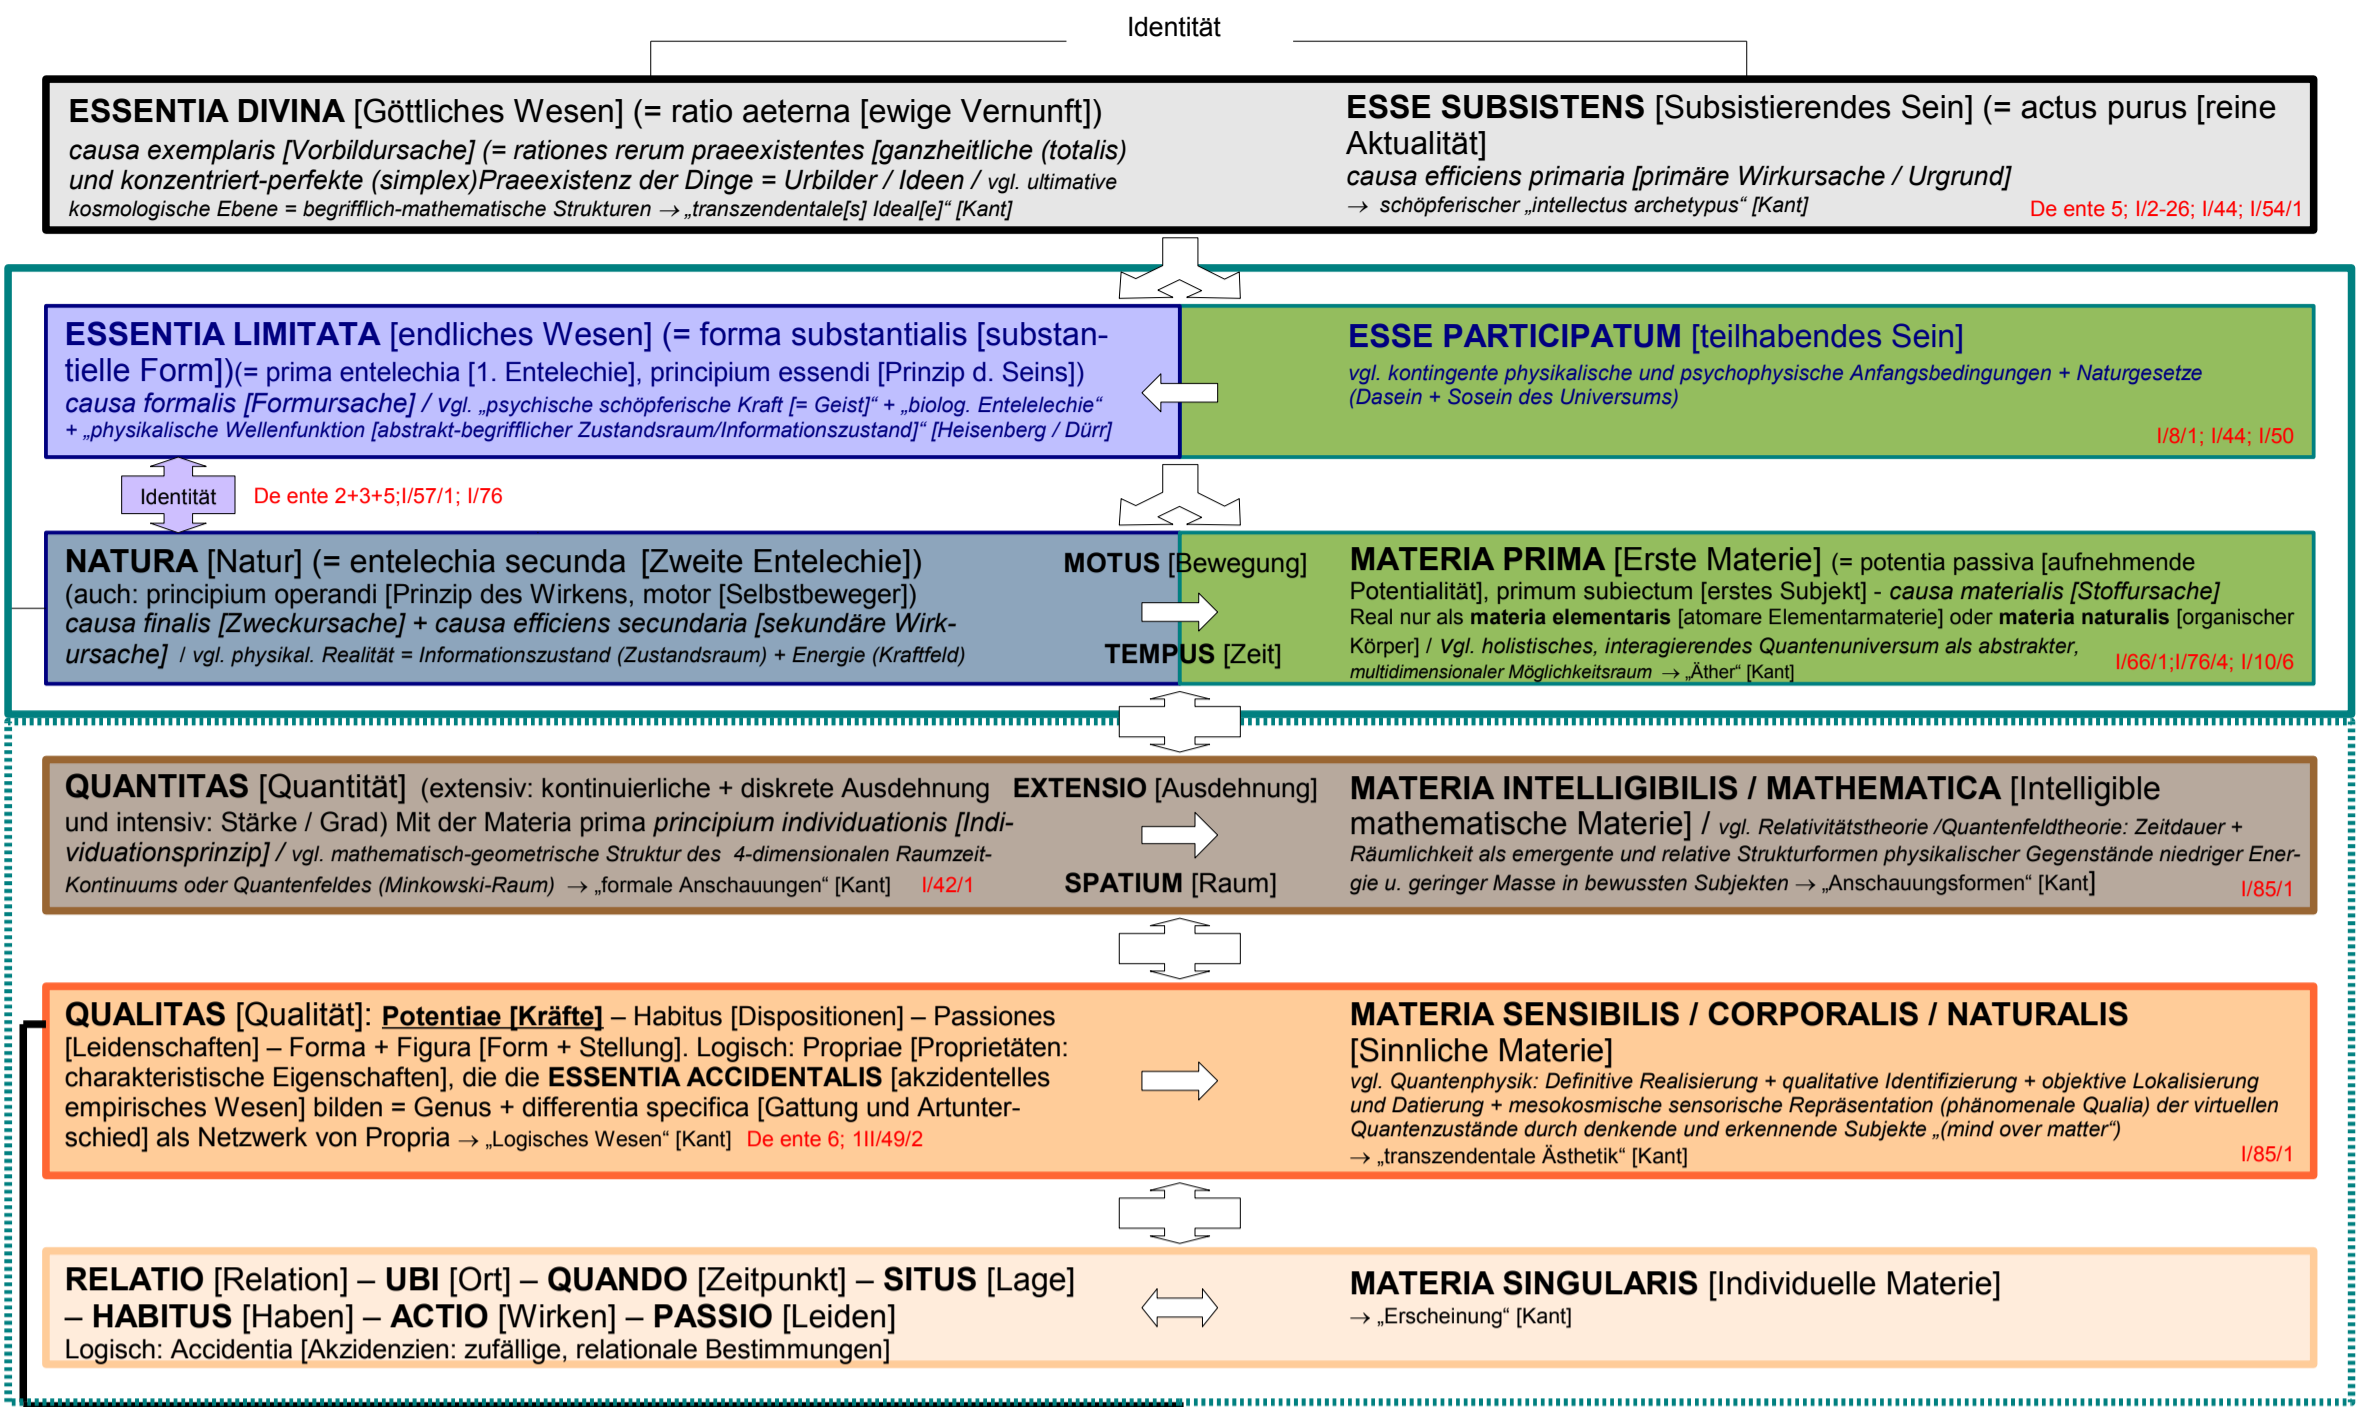 Identität
ESSENTIA DIVINA [Göttliches Wesen] (= ratio aeterna [ewige Vernunft])
causa exemplaris [Vorbildursache] (= rationes rerum praeexistentes [ganzheitliche (totalis)
und konzentriert-perfekte (simplex)Praeexistenz der Dinge = Urbilder / Ideen / vgl. ultimative
kosmologische Ebene = begrifflich-mathematische Strukturen → „transzendentale[s] Ideal[e]“ [Kant]
ESSE SUBSISTENS [Subsistierendes Sein] (= actus purus [reine
Aktualität]
causa efficiens primaria [primäre Wirkursache / Urgrund]
→ schöpferischer „intellectus archetypus“ [Kant]
De ente 5; I/2-26; I/44; I/54/1
ESSENTIA LIMITATA [endliches Wesen] (= forma substantialis [substan-
tielle Form])(= prima entelechia [1. Entelechie], principium essendi [Prinzip d. Seins])
causa formalis [Formursache] / vgl. „psychische schöpferische Kraft [= Geist]“ + „biolog. Entelelechie“
+ „physikalische Wellenfunktion [abstrakt-begrifflicher Zustandsraum/Informationszustand]“ [Heisenberg / Dürr]
ESSE PARTICIPATUM [teilhabendes Sein]
vgl. kontingente physikalische und psychophysische Anfangsbedingungen + Naturgesetze
(Dasein + Sosein des Universums)
I/8/1; I/44; I/50
Identität
De ente 2+3+5;I/57/1; I/76
NATURA [Natur] (= entelechia secunda [Zweite Entelechie])
(auch: principium operandi [Prinzip des Wirkens, motor [Selbstbeweger])
causa finalis [Zweckursache] + causa efficiens secundaria [sekundäre Wirk-
ursache] / vgl. physikal. Realität = Informationszustand (Zustandsraum) + Energie (Kraftfeld)
MOTUS [Bewegung]
TEMPUS [Zeit]
MATERIA PRIMA [Erste Materie] (= potentia passiva [aufnehmende
Potentialität], primum subiectum [erstes Subjekt] - causa materialis [Stoffursache]
Real nur als materia elementaris [atomare Elementarmaterie] oder materia naturalis [organischer
Körper] / vgl. holistisches, interagierendes Quantenuniversum als abstrakter,
multidimensionaler Möglichkeitsraum → „Äther“ [Kant]
I/66/1;I/76/4; I/10/6
QUANTITAS [Quantität] (extensiv: kontinuierliche + diskrete Ausdehnung
und intensiv: Stärke / Grad) Mit der Materia prima principium individuationis [Indi-
viduationsprinzip] / vgl. mathematisch-geometrische Struktur des 4-dimensionalen Raumzeit-
Kontinuums oder Quantenfeldes (Minkowski-Raum) → „formale Anschauungen“ [Kant] I/42/1
EXTENSIO [Ausdehnung]
SPATIUM [Raum]
MATERIA INTELLIGIBILIS / MATHEMATICA [Intelligible
mathematische Materie] / vgl. Relativitätstheorie /Quantenfeldtheorie: Zeitdauer +
Räumlichkeit als emergente und relative Strukturformen physikalischer Gegenstände niedriger Ener-
gie u. geringer Masse in bewussten Subjekten → „Anschauungsformen“ [Kant]
I/85/1
QUALITAS [Qualität]: Potentiae [Kräfte] – Habitus [Dispositionen] – Passiones
[Leidenschaften] – Forma + Figura [Form + Stellung]. Logisch: Propriae [Proprietäten:
charakteristische Eigenschaften], die die ESSENTIA ACCIDENTALIS [akzidentelles
empirisches Wesen] bilden = Genus + differentia specifica [Gattung und Artunter-
schied] als Netzwerk von Propria → „Logisches Wesen“ [Kant] De ente 6; 1II/49/2
MATERIA SENSIBILIS / CORPORALIS / NATURALIS
[Sinnliche Materie]
vgl. Quantenphysik: Definitive Realisierung + qualitative Identifizierung + objektive Lokalisierung
und Datierung + mesokosmische sensorische Repräsentation (phänomenale Qualia) der virtuellen
Quantenzustände durch denkende und erkennende Subjekte „(mind over matter“)
→ „transzendentale Ästhetik“ [Kant]
I/85/1
RELATIO [Relation] – UBI [Ort] – QUANDO [Zeitpunkt] – SITUS [Lage]
– HABITUS [Haben] – ACTIO [Wirken] – PASSIO [Leiden]
Logisch: Accidentia [Akzidenzien: zufällige, relationale Bestimmungen]
MATERIA SINGULARIS [Individuelle Materie]
→ „Erscheinung“ [Kant]